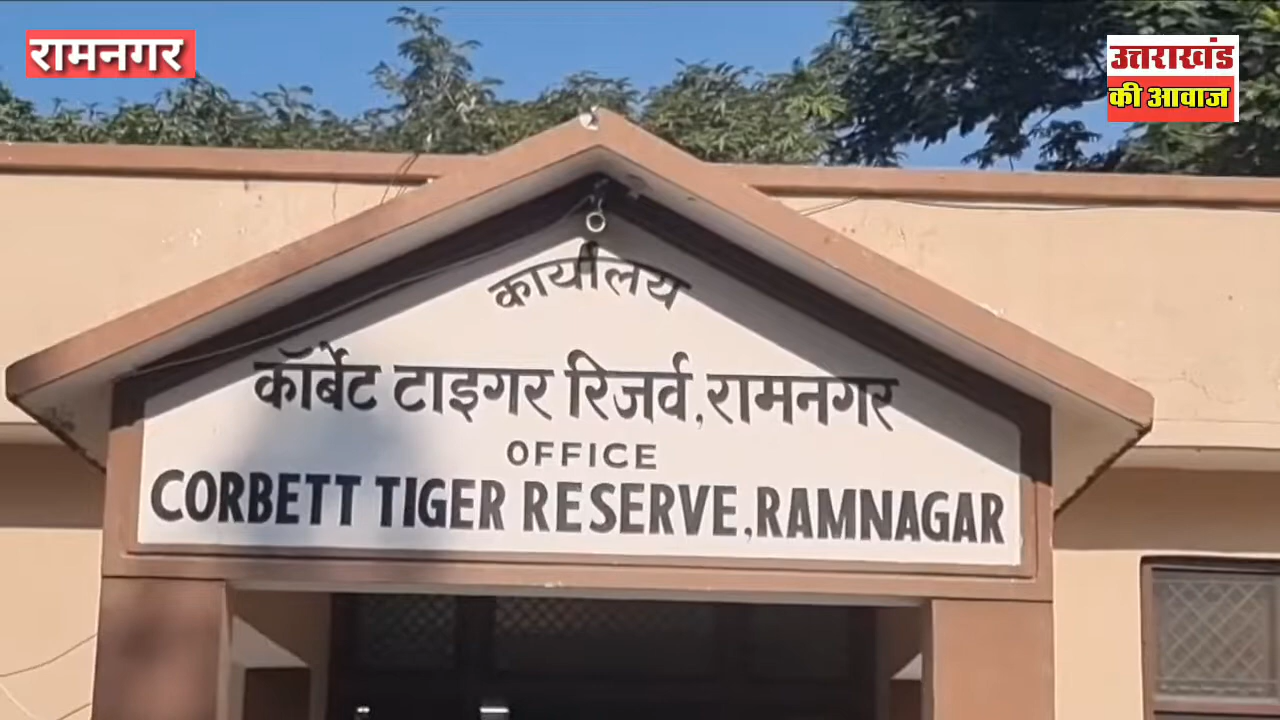 रामनगर
उत्तराखंड
की आवाज
कार्यालय
कॉर्बेट टाइगर रिजर्व,रामनगर
OFFICE
CORBETT TIGER RESERVE,RAMNAGAR